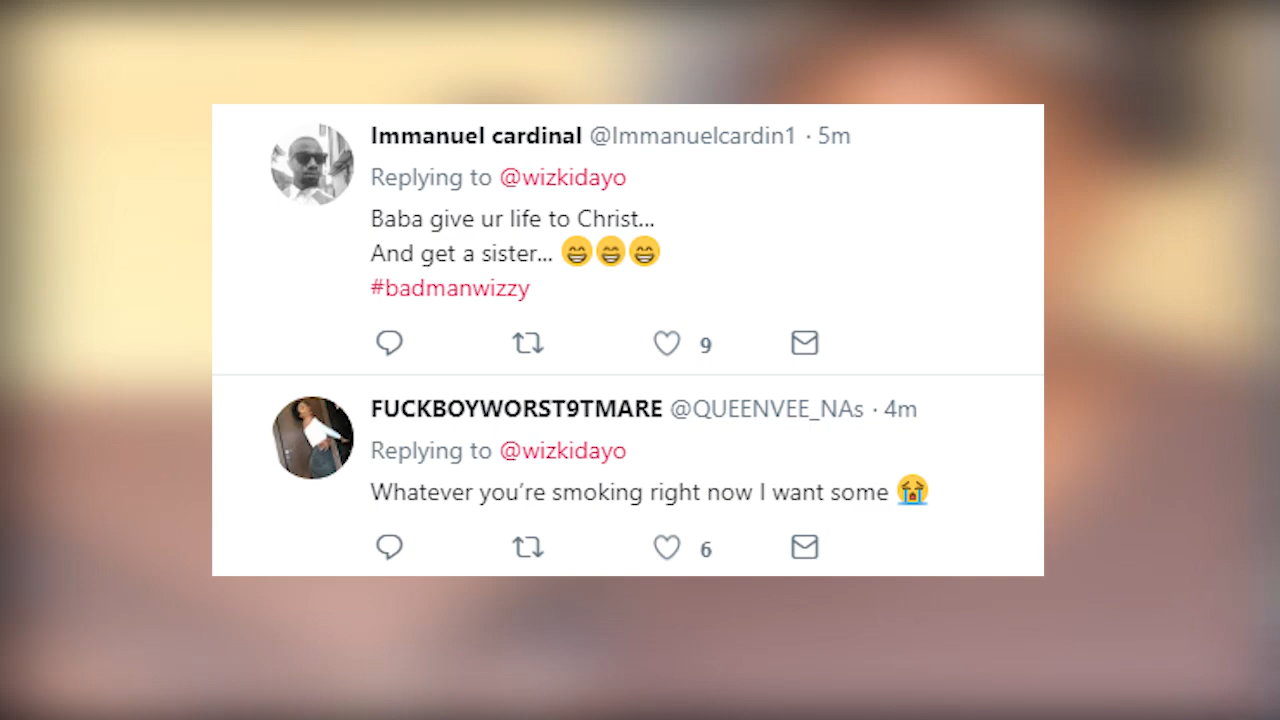 Immanuel cardinal @Immanuelcardin1 · 5m
Replying to @wizkidayo
Baba give ur life to Christ...
And get a sister... 😁😁😁
#badmanwizzy
9
FUCKBOYWORST9TMARE @QUEENVEE_NAs · 4m
Replying to @wizkidayo
Whatever you’re smoking right now I want some 😭
6